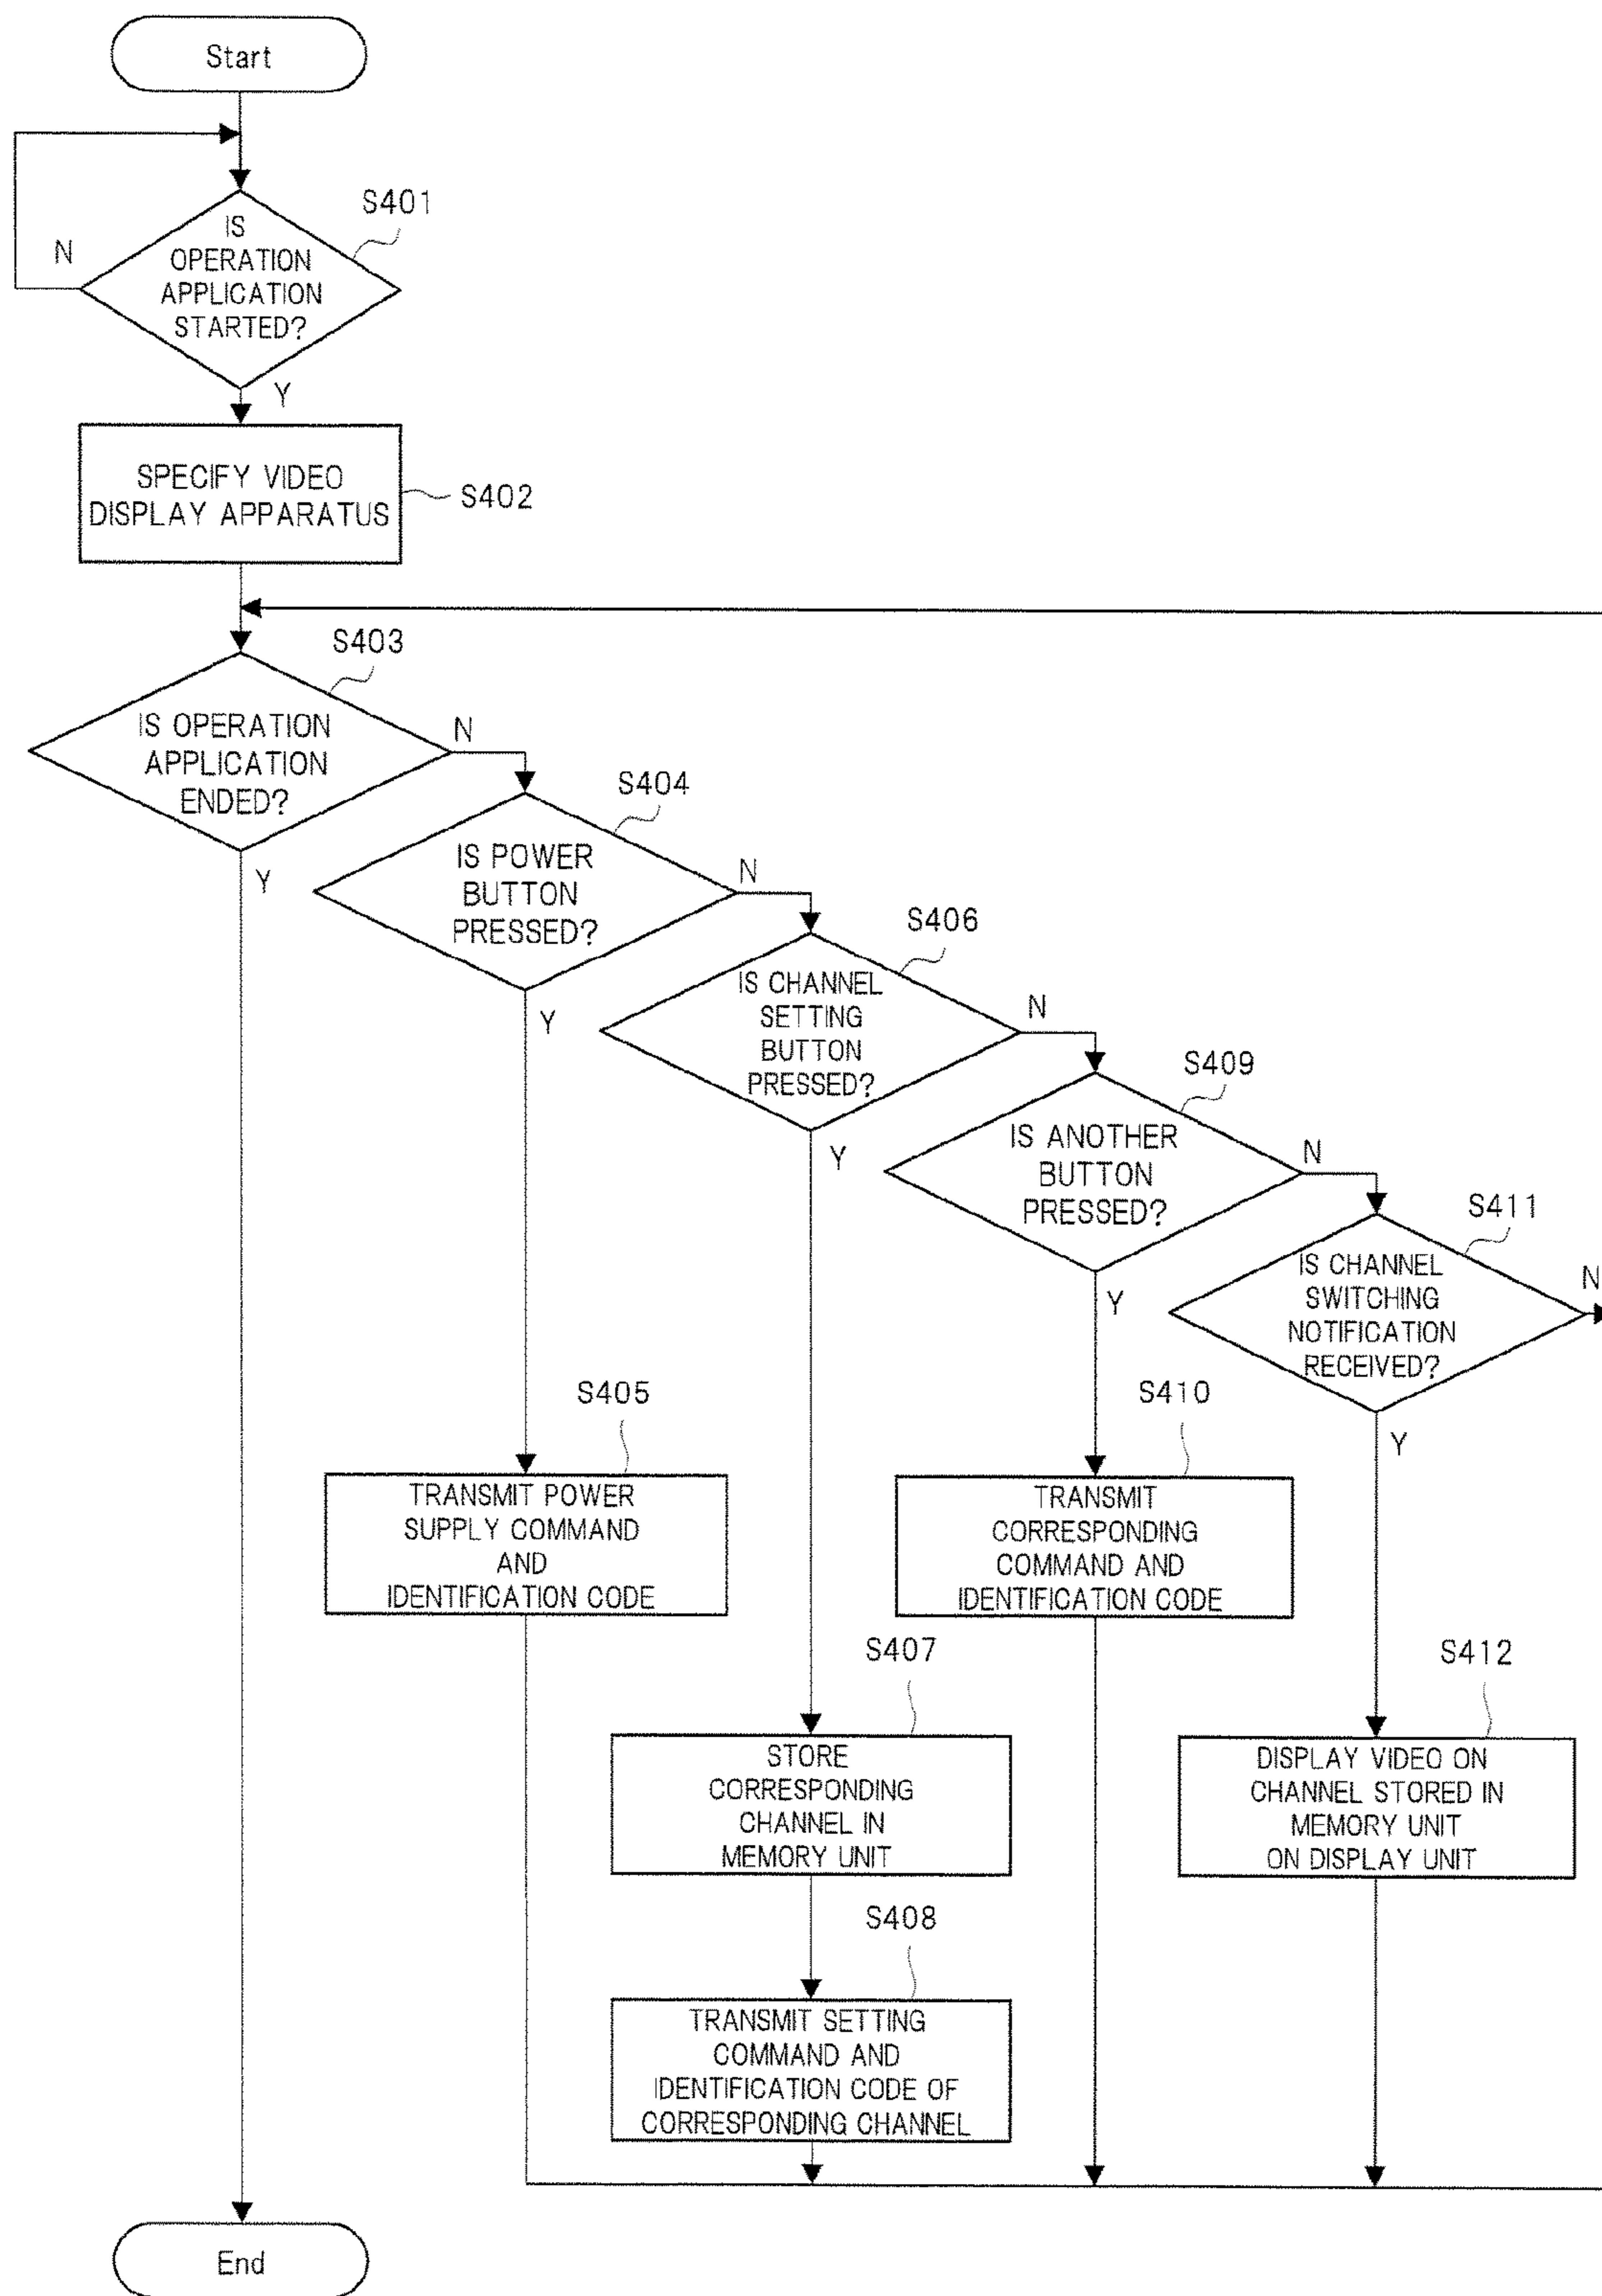 Start
S401
IS
OPERATION
APPLICATION
STARTED?
N
Y
SPECIFY VIDEO
DISPLAY APPARATUS
S402
S403
IS OPERATION
APPLICATION
ENDED?
N
Y
S404
IS POWER
BUTTON
PRESSED?
N
Y
S406
IS CHANNEL
SETTING
BUTTON
PRESSED?
N
Y
S409
IS ANOTHER
BUTTON
PRESSED?
N
Y
S411
IS CHANNEL
SWITCHING
NOTIFICATION
RECEIVED?
N
Y
S405
TRANSMIT POWER
SUPPLY COMMAND
AND
IDENTIFICATION CODE
S410
TRANSMIT
CORRESPONDING
COMMAND AND
IDENTIFICATION CODE
S407
STORE
CORRESPONDING
CHANNEL IN
MEMORY UNIT
S412
DISPLAY VIDEO ON
CHANNEL STORED IN
MEMORY UNIT
ON DISPLAY UNIT
S408
TRANSMIT SETTING
COMMAND AND
IDENTIFICATION CODE OF
CORRESPONDING CHANNEL
End